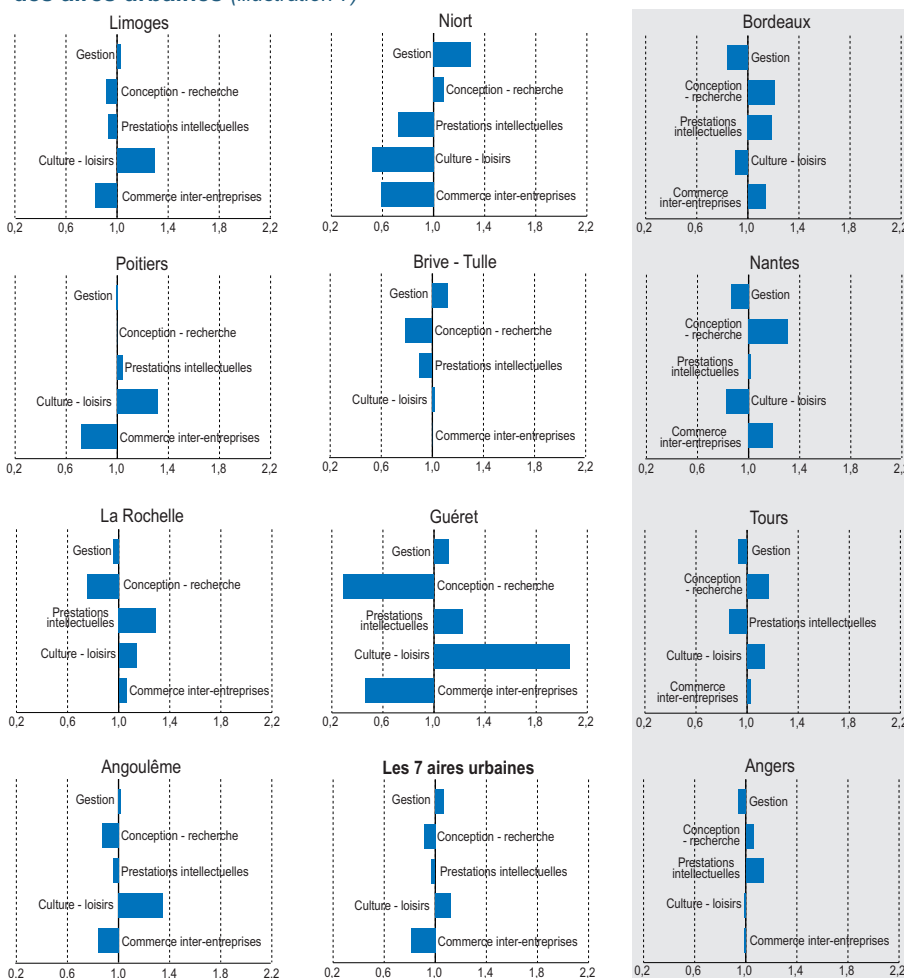 des aires urbaines (illustration 7)
Limoges
Gestion
Conception - recherche
Prestations intellectuelles
Culture - loisirs
Commerce inter-entreprises
0,2 0,6 1,0 1,4 1,8 2,2
Niort
Gestion
Conception - recherche
Prestations intellectuelles
Culture - loisirs
Commerce inter-entreprises
0,2 0,6 1,0 1,4 1,8 2,2
Bordeaux
Gestion
Conception
- recherche
Prestations
intellectuelles
Culture - loisirs
Commerce
inter-entreprises
0,2 0,6 1,0 1,4 1,8 2,2
Poitiers
Gestion
Conception - recherche
Prestations intellectuelles
Culture - loisirs
Commerce inter-entreprises
0,2 0,6 1,0 1,4 1,8 2,2
Brive - Tulle
Gestion
Conception - recherche
Prestations intellectuelles
Culture - loisirs
Commerce inter-entreprises
0,2 0,6 1,0 1,4 1,8 2,2
Nantes
Gestion
Conception
- recherche
Prestations
intellectuelles
Culture - loisirs
Commerce
inter-entreprises
0,2 0,6 1,0 1,4 1,8 2,2
La Rochelle
Gestion
Conception - recherche
Prestations
intellectuelles
Culture - loisirs
Commerce inter-entreprises
0,2 0,6 1,0 1,4 1,8 2,2
Guéret
Gestion
Conception - recherche
Prestations
intellectuelles
Culture - loisirs
Commerce inter-entreprises
0,2 0,6 1,0 1,4 1,8 2,2
Tours
Gestion
Conception
- recherche
Prestations intellectuelles
Culture - loisirs
Commerce
inter-entreprises
0,2 0,6 1,0 1,4 1,8 2,2
Angoulême
Gestion
Conception - recherche
Prestations intellectuelles
Culture - loisirs
Commerce inter-entreprises
0,2 0,6 1,0 1,4 1,8 2,2
Les 7 aires urbaines
Gestion
Conception - recherche
Prestations intellectuelles
Culture - loisirs
Commerce inter-entreprises
0,2 0,6 1,0 1,4 1,8 2,2
Angers
Gestion
Conception
- recherche
Prestations
intellectuelles
Culture - loisirs
Commerce inter-entreprises
0,2 0,6 1,0 1,4 1,8 2,2